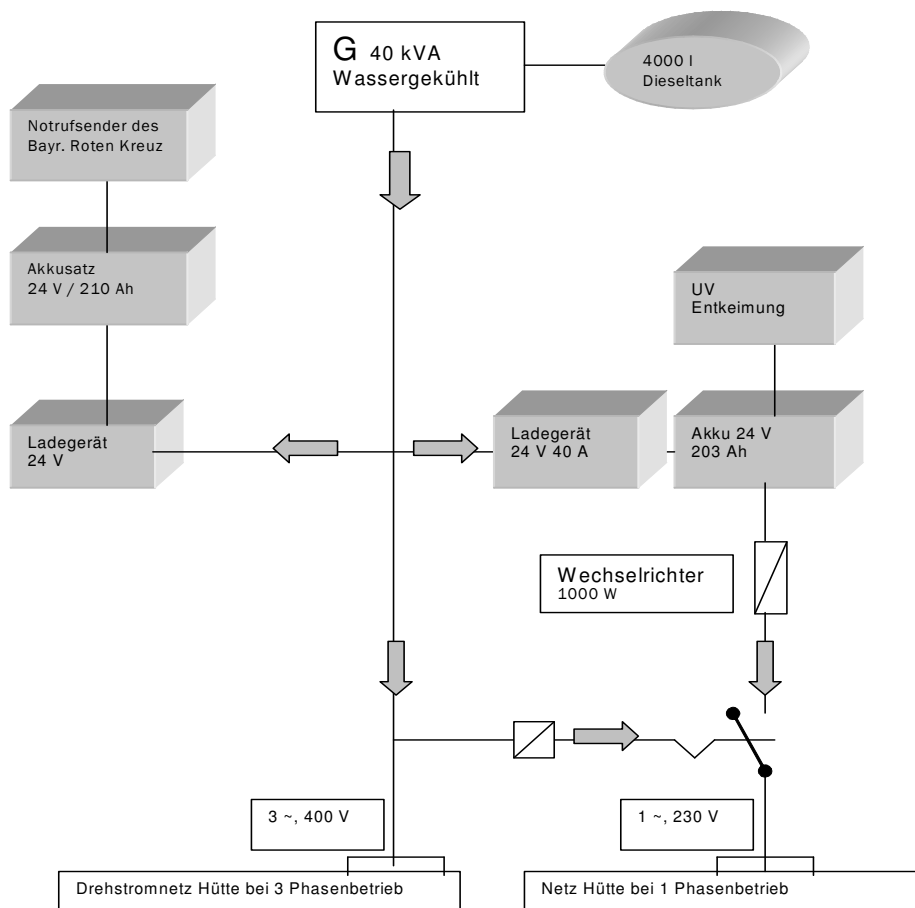 G 40 kVA
Wassergekühlt
4000 l
Dieseltank
Notrufsender des
Bayr. Roten Kreuz
Akkusatz
24 V / 210 Ah
UV
Entkeimung
Ladegerät
24 V
Ladegerät
24 V 40 A
Akku 24 V
203 Ah
Wechselrichter
1000 W
3 ~, 400 V
1 ~, 230 V
Drehstromnetz Hütte bei 3 Phasenbetrieb
Netz Hütte bei 1 Phasenbetrieb